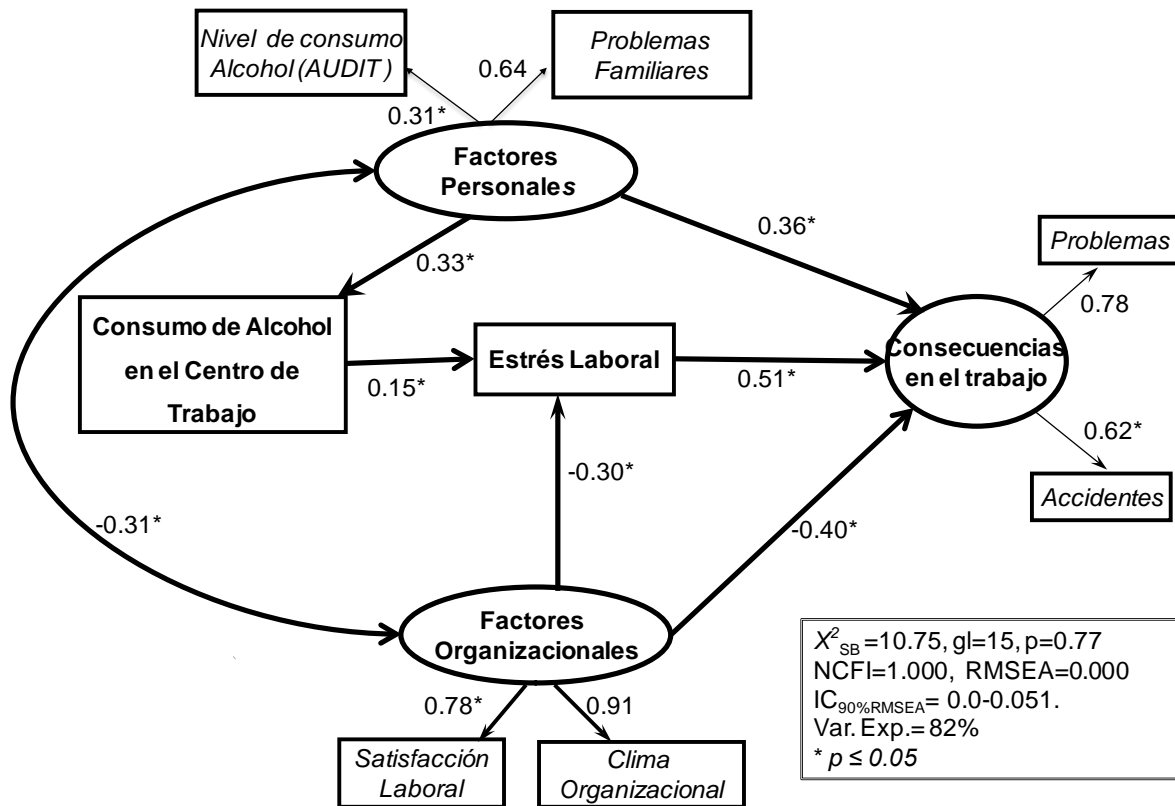 Nivel de consumo
Alcohol (AUDIT)
0.64
Problemas
Familiares
0.31*
Factores
Personales
0.36*
Problemas
0.33*
0.78
Consumo de Alcohol
en el Centro de
Trabajo
Estrés Laboral
Consecuencias
en el trabajo
0.15*
0.51*
0.62*
-0.30*
Accidentes
-0.31*
-0.40*
Factores
Organizacionales
X²SB =10.75, gl=15, p=0.77
NCFI=1.000, RMSEA=0.000
IC90%RMSEA= 0.0-0.051.
Var. Exp.= 82%
* p ≤ 0.05
0.78*
0.91
Satisfacción
Laboral
Clima
Organizacional